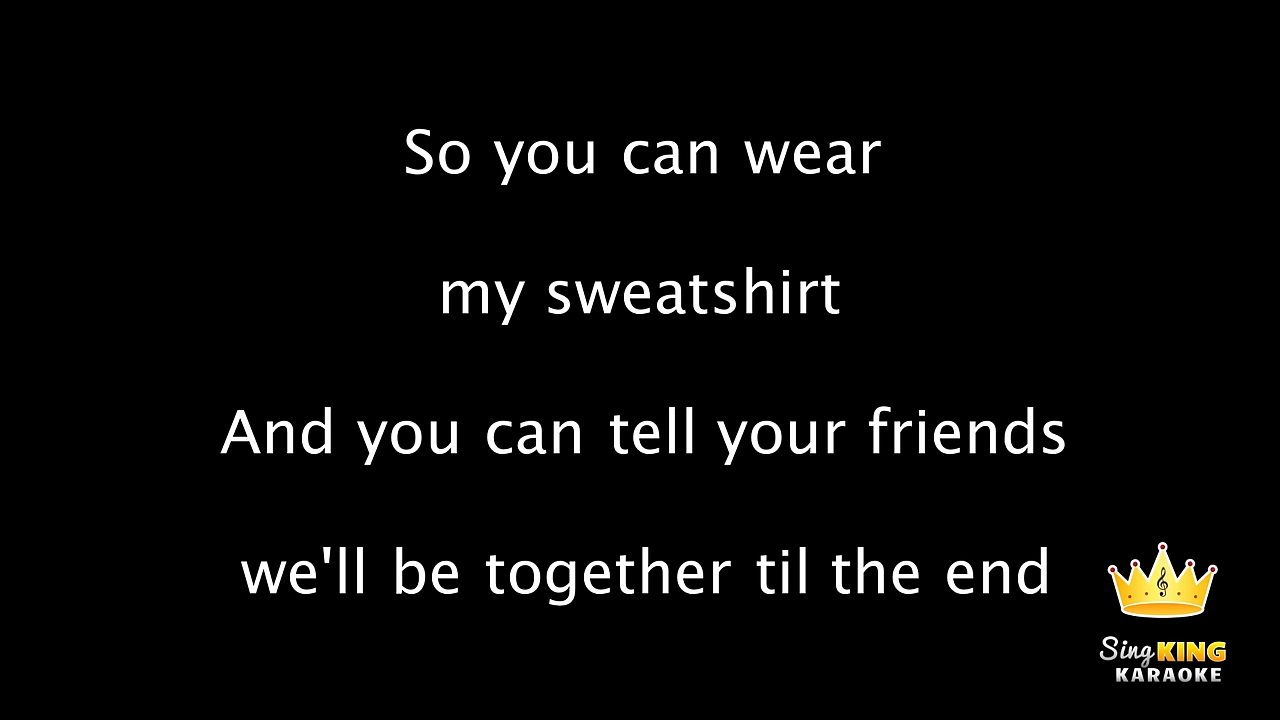 So you can wear
my sweatshirt
And you can tell your friends
we'll be together til the end
Sing KING
KARAOKE